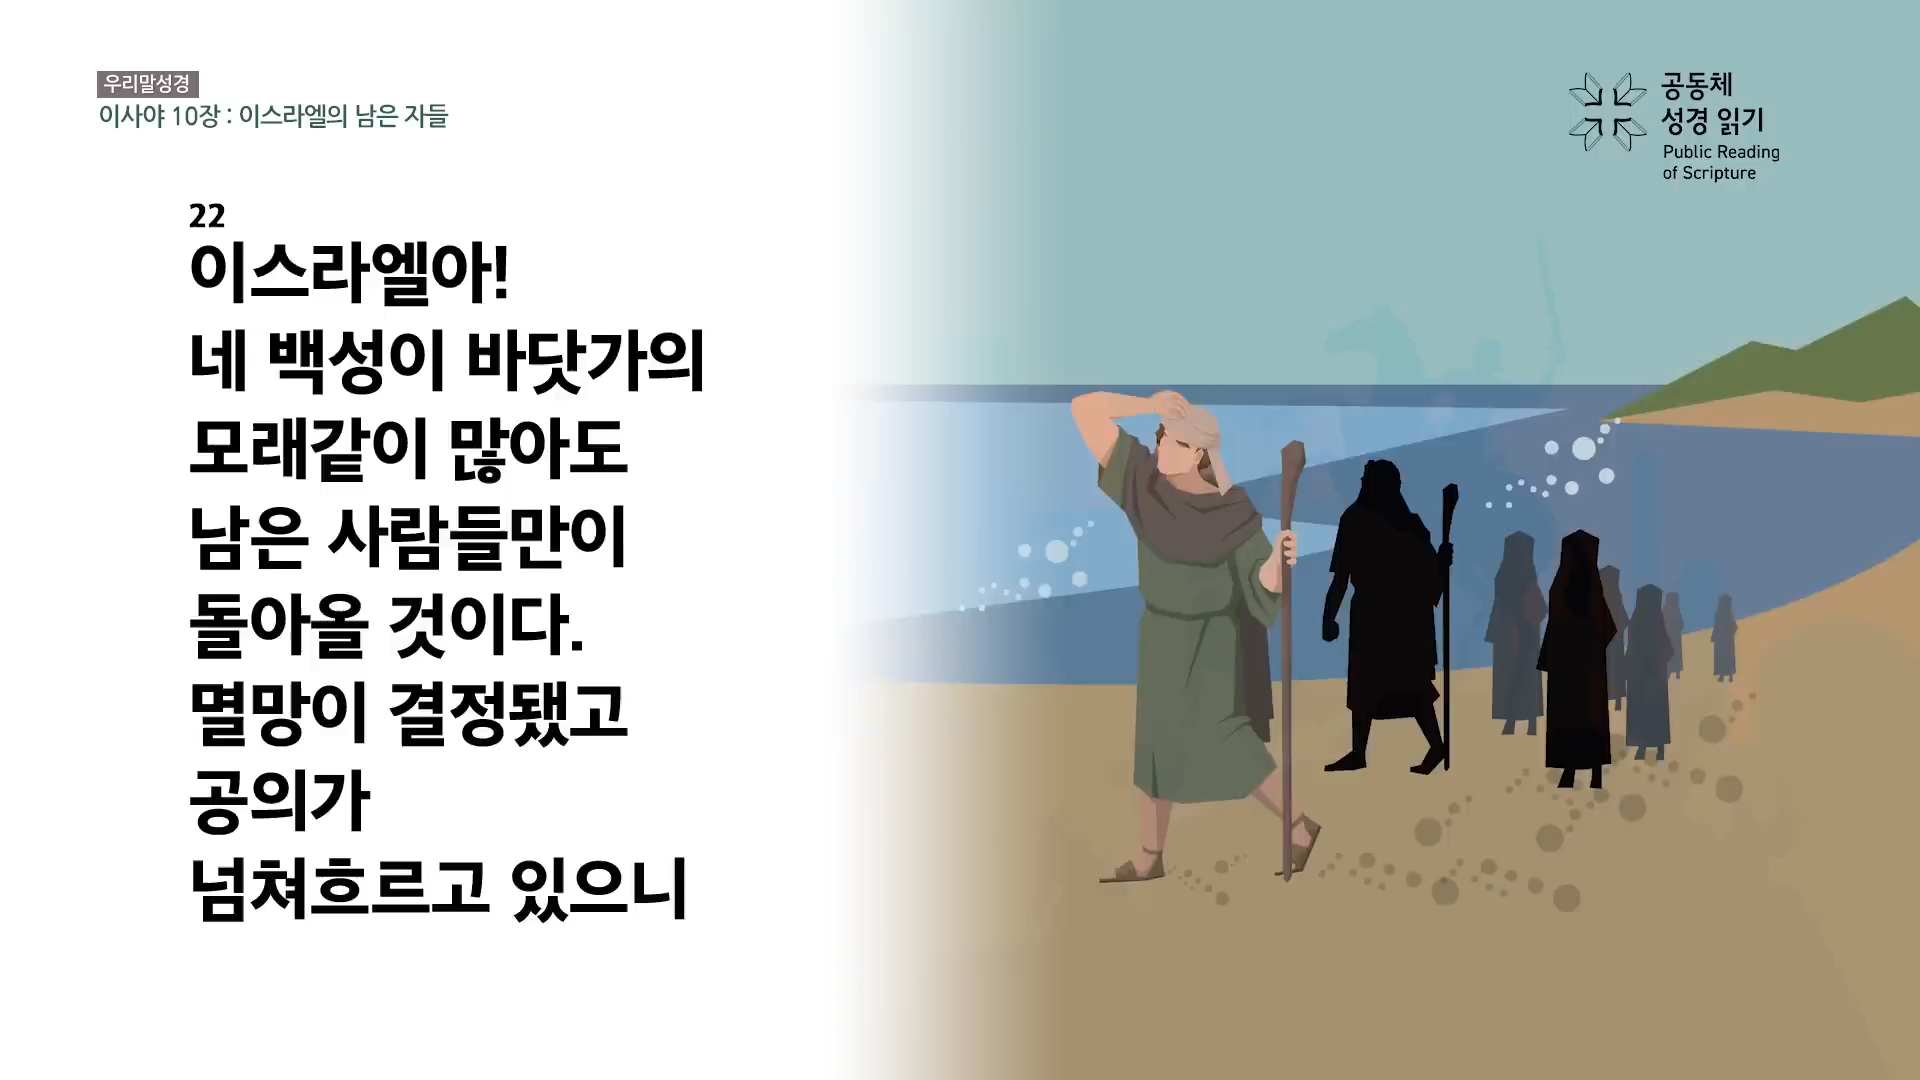 우리말성경
이사야 10장 : 이스라엘의 남은 자들
공동체
성경 읽기
Public Reading
of Scripture
22
이스라엘아!
네 백성이 바닷가의
모래같이 많아도
남은 사람들만이
돌아올 것이다.
멸망이 결정됐고
공의가
넘쳐흐르고 있으니